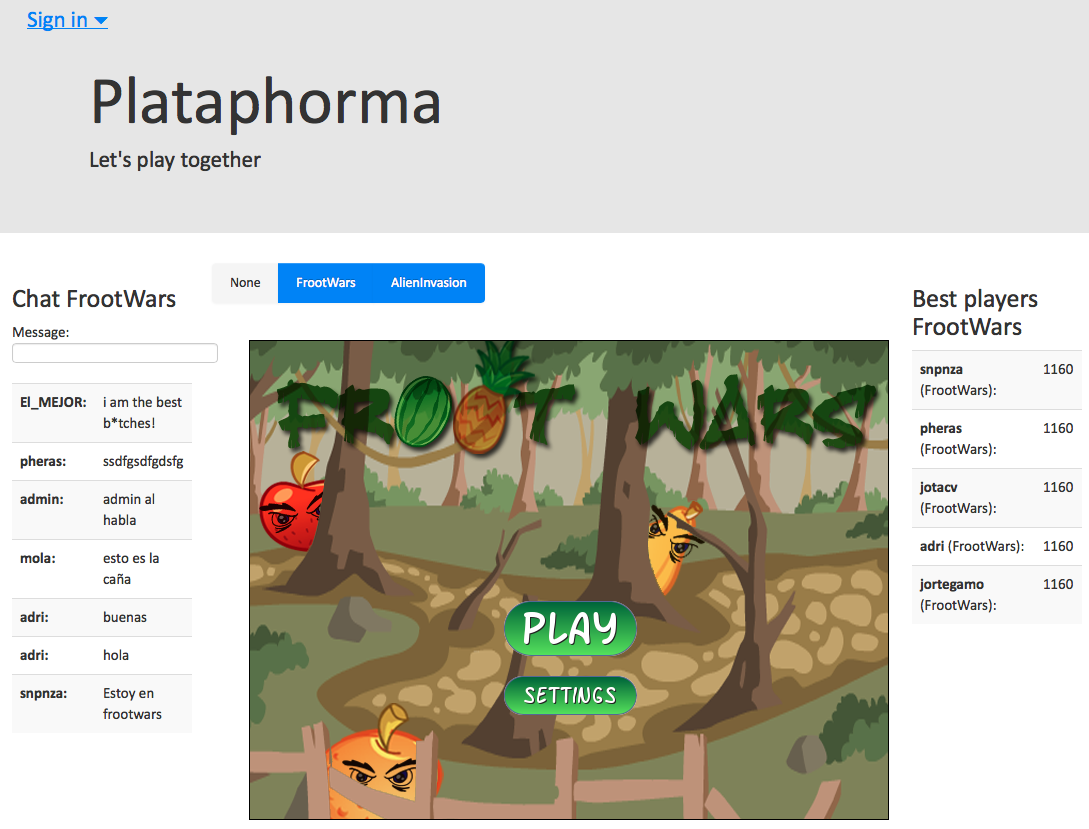 Sign in
Plataphorma
Let's play together
None FrootWars AlienInvasion
Chat FrootWars
Message:
El_MEJOR: i am the best
b*tches!
pheras: ssdfgsdfgdsfg
admin: admin al
habla
mola: esto es la
caña
adri: buenas
adri: hola
snpnza: Estoy en
frootwars
FROOT WARS
PLAY
SETTINGS
Best players
FrootWars
snpnza 1160
(FrootWars):
pheras 1160
(FrootWars):
jotacv 1160
(FrootWars):
adri (FrootWars): 1160
jortegamo 1160
(FrootWars):